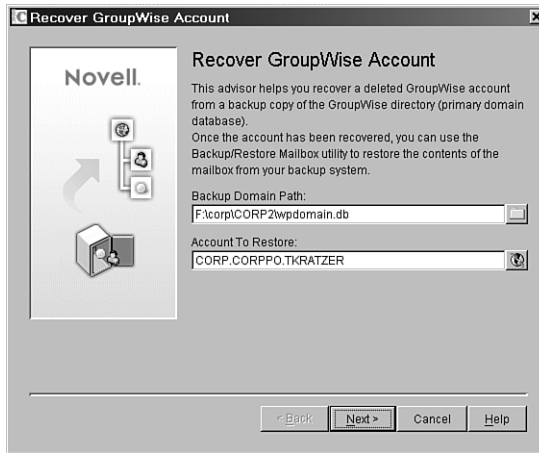 Recover GroupWise Account
Novell.
Recover GroupWise Account
This advisor helps you recover a deleted GroupWise account
from a backup copy of the GroupWise directory (primary domain
database).
Once the account has been recovered, you can use the
Backup/Restore Mailbox utility to restore the contents of the
mailbox from your backup system.
Backup Domain Path:
F:\corp\CORP2\wpdomain.db
Account To Restore:
CORP.CORPPO.TKRATZER
< Back
Next >
Cancel
Help